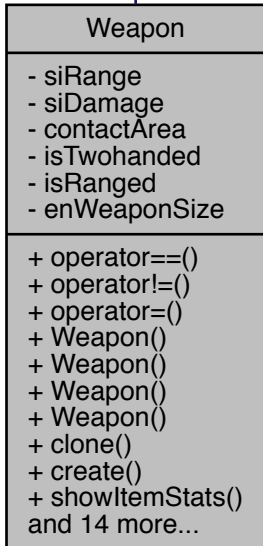 Weapon
- siRange
- siDamage
- contactArea
- isTwohanded
- isRanged
- enWeaponSize
+ operator==()
+ operator!=()
+ operator=()
+ Weapon()
+ Weapon()
+ Weapon()
+ Weapon()
+ clone()
+ create()
+ showItemStats()
and 14 more...